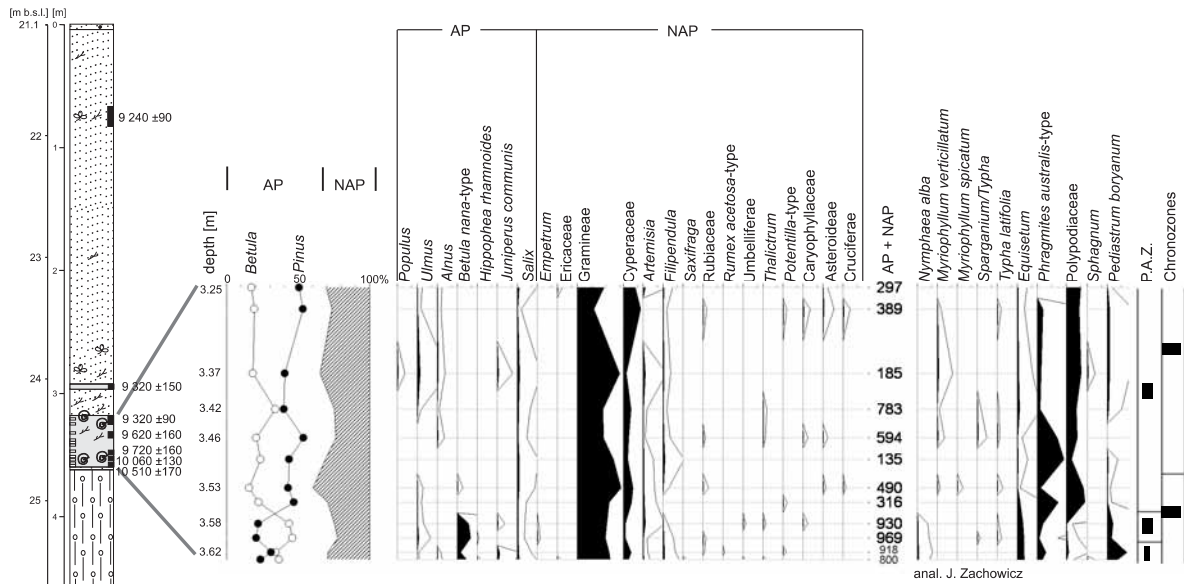 [m b.s.l.] [m]
21.1
0
22
1
23
2
24
3
25
4
9 240 ±90
9 320 ±150
9 320 ±90
9 620 ±160
9 720 ±160
10 060 ±130
10 510 ±170
AP NAP
depth [m]
Betula
Pinus
0 50 100%
3.25
3.37
3.42
3.46
3.53
3.58
3.62
AP NAP
Populus
Ulmus
Alnus
Betula nana-type
Hippophea rhamnoides
Juniperus communis
Salix
Empetrum
Ericaceae
Gramineae
Cyperaceae
Artemisia
Filipendula
Saxifraga
Rubiaceae
Rumex acetosa-type
Umbelliferae
Thalictrum
Potentilla-type
Caryophyllaceae
Asteroideae
Cruciferae
AP + NAP
297
389
185
783
594
135
490
316
930
969
918
800
Nymphaea alba
Myriophyllum verticillatum
Myriophyllum spicatum
Sparganium/Typha
Typha latifolia
Equisetum
Phragmites australis-type
Polypodiaceae
Sphagnum
Pediastrum boryanum
P.A.Z.
Chronozones
anal. J. Zachowicz